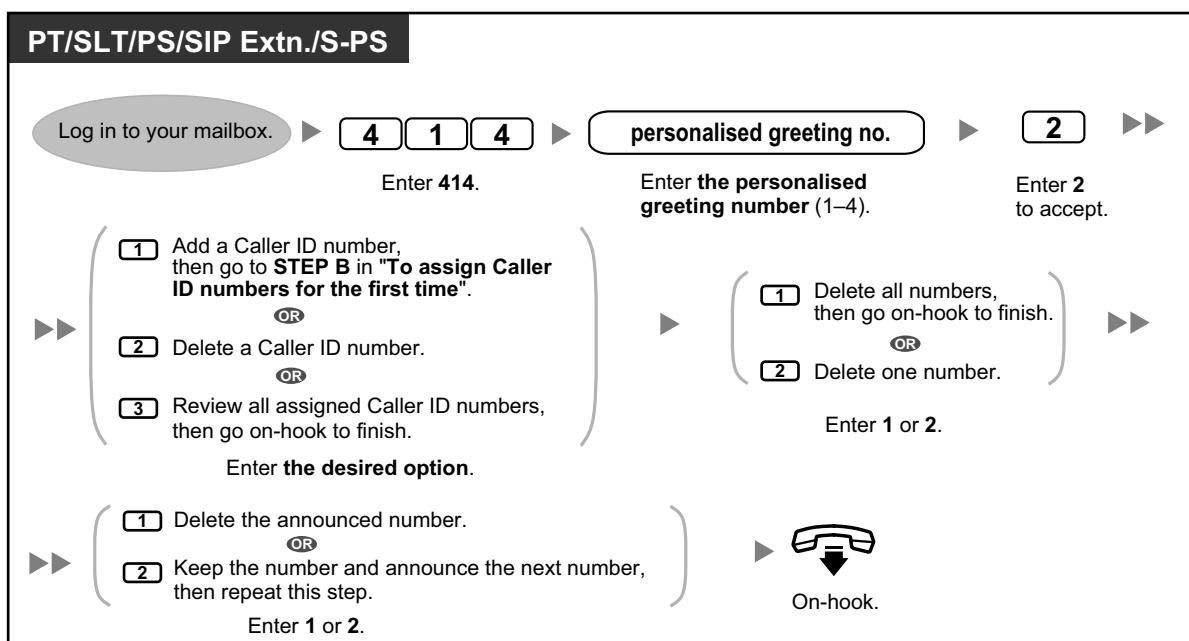 PT/SLT/PS/SIP Extn./S-PS
Log in to your mailbox.
4 1 4
Enter 414.
personalised greeting no.
Enter the personalised
greeting number (1–4).
2
Enter 2
to accept.
1 Add a Caller ID number,
then go to STEP B in "To assign Caller
ID numbers for the first time".
OR
2 Delete a Caller ID number.
OR
3 Review all assigned Caller ID numbers,
then go on-hook to finish.
Enter the desired option.
1 Delete all numbers,
then go on-hook to finish.
OR
2 Delete one number.
Enter 1 or 2.
1 Delete the announced number.
OR
2 Keep the number and announce the next number,
then repeat this step.
Enter 1 or 2.
On-hook.